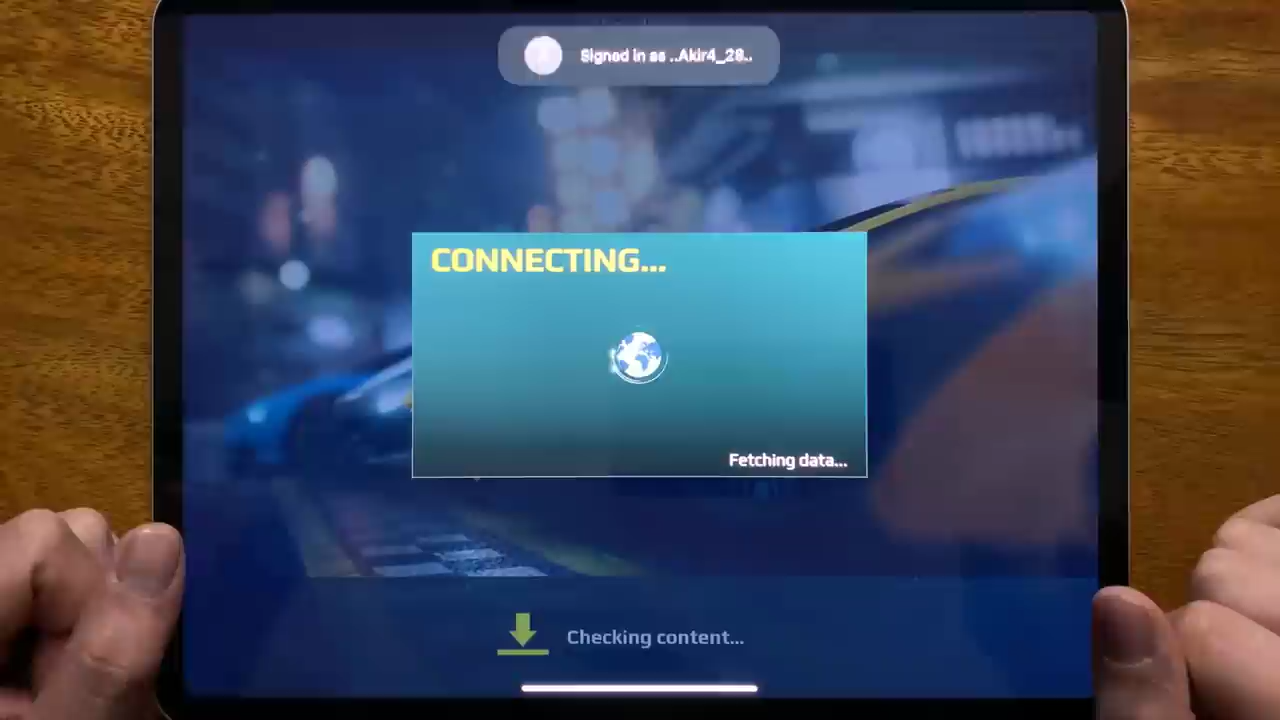 Signed in as ..Akir4_28..
CONNECTING...
Fetching data...
Checking content...